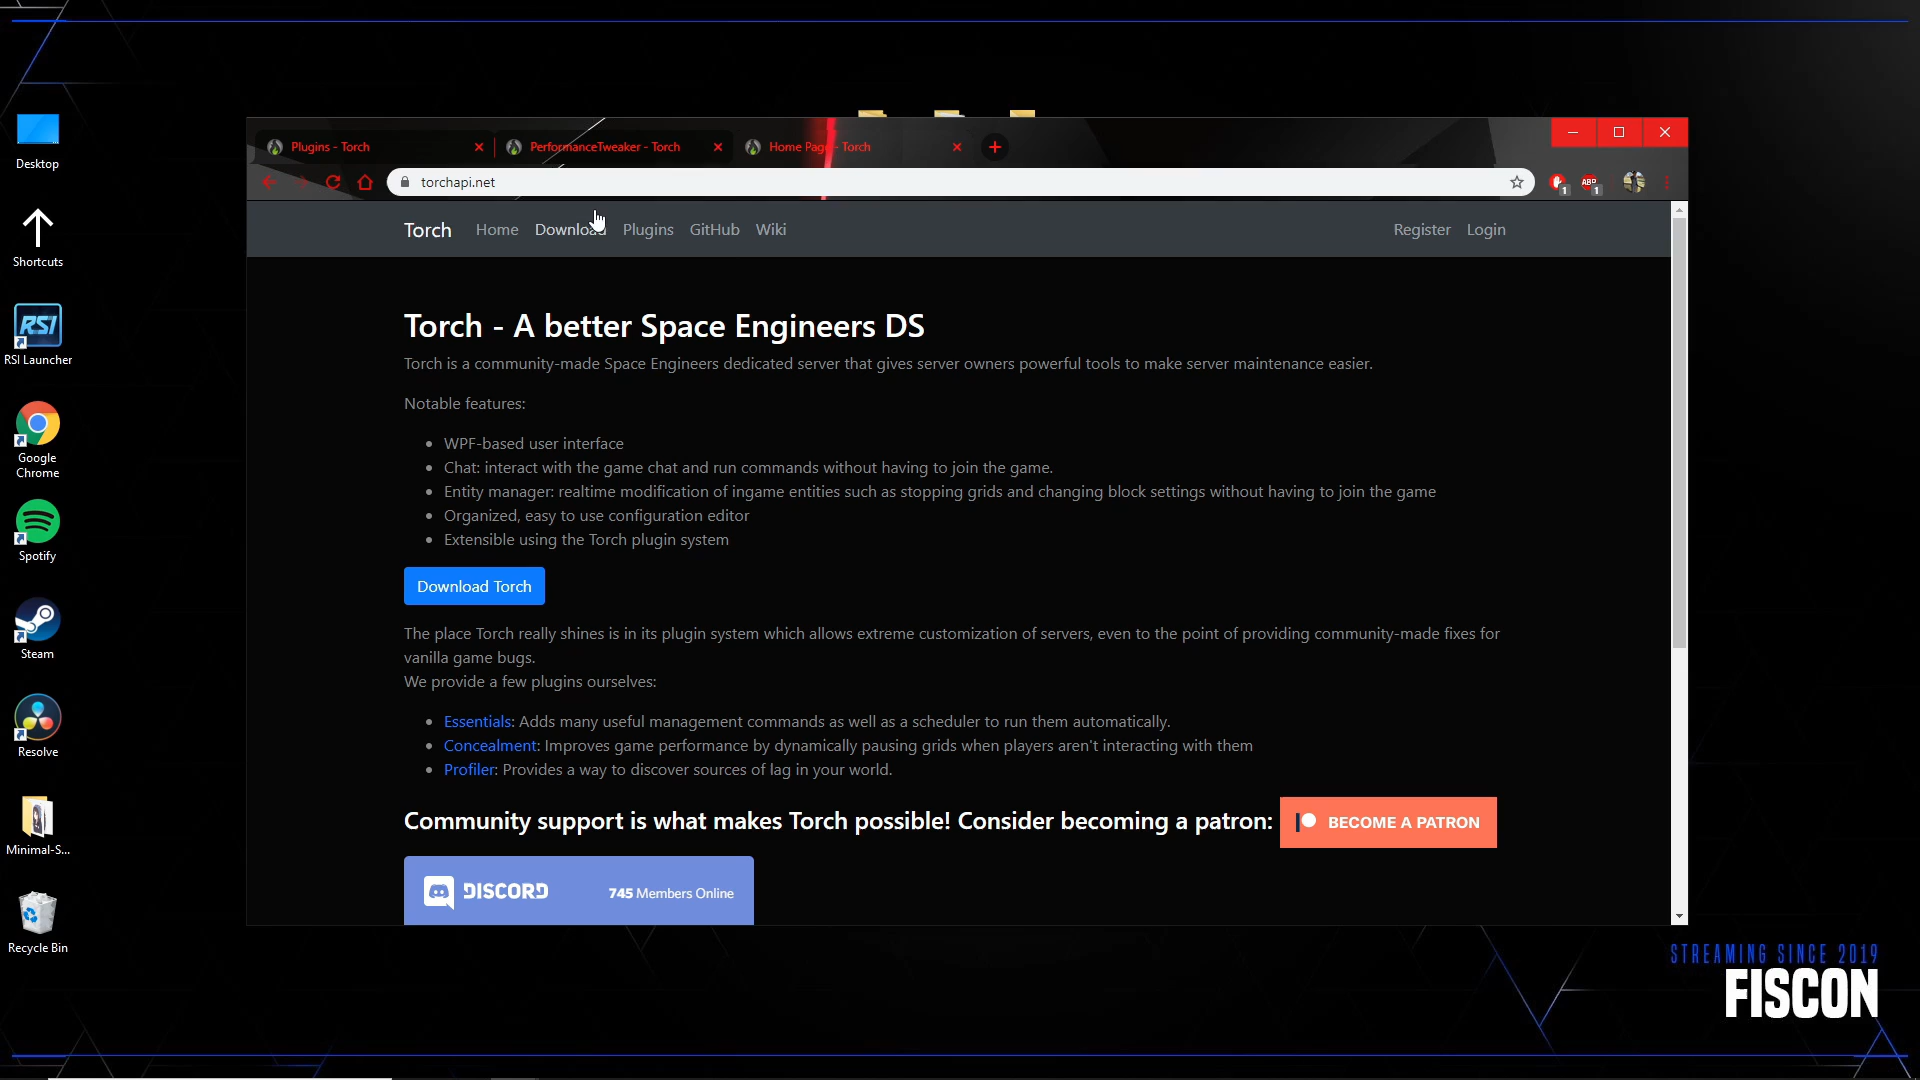 Desktop
Shortcuts
RSI
RSI Launcher
Google
Chrome
Spotify
Steam
Resolve
Minimal-S...
Recycle Bin
Plugins - Torch
PerformanceTweaker - Torch
Home Page - Torch
torchapi.net
1
ABP
1
Torch
Home
Download
Plugins
GitHub
Wiki
Register
Login
Torch - A better Space Engineers DS
Torch is a community-made Space Engineers dedicated server that gives server owners powerful tools to make server maintenance easier.
Notable features:
WPF-based user interface
Chat: interact with the game chat and run commands without having to join the game.
Entity manager: realtime modification of ingame entities such as stopping grids and changing block settings without having to join the game
Organized, easy to use configuration editor
Extensible using the Torch plugin system
Download Torch
The place Torch really shines is in its plugin system which allows extreme customization of servers, even to the point of providing community-made fixes for
vanilla game bugs.
We provide a few plugins ourselves:
Essentials: Adds many useful management commands as well as a scheduler to run them automatically.
Concealment: Improves game performance by dynamically pausing grids when players aren't interacting with them
Profiler: Provides a way to discover sources of lag in your world.
Community support is what makes Torch possible! Consider becoming a patron:
BECOME A PATRON
DISCORD
745 Members Online
STREAMING SINCE 2019
FISCON